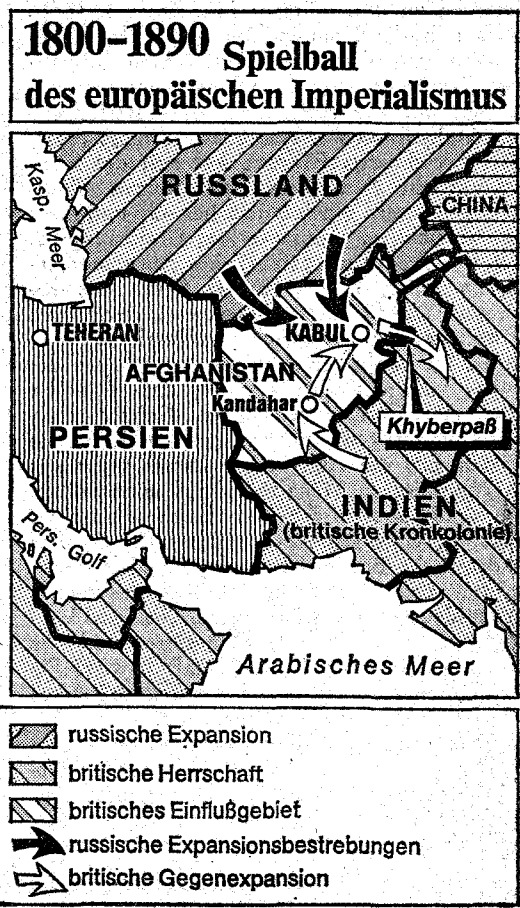 1800–1890 Spielball
des europäischen Imperialismus
Kasp. Meer
RUSSLAND
CHINA
TEHERAN
KABUL
AFGHANISTAN
Kandahar
PERSIEN
Khyberpaß
INDIEN
(britische Kronkolonie)
Pers. Golf
Arabisches Meer
russische Expansion
britische Herrschaft
britisches Einflußgebiet
russische Expansionsbestrebungen
britische Gegenexpansion